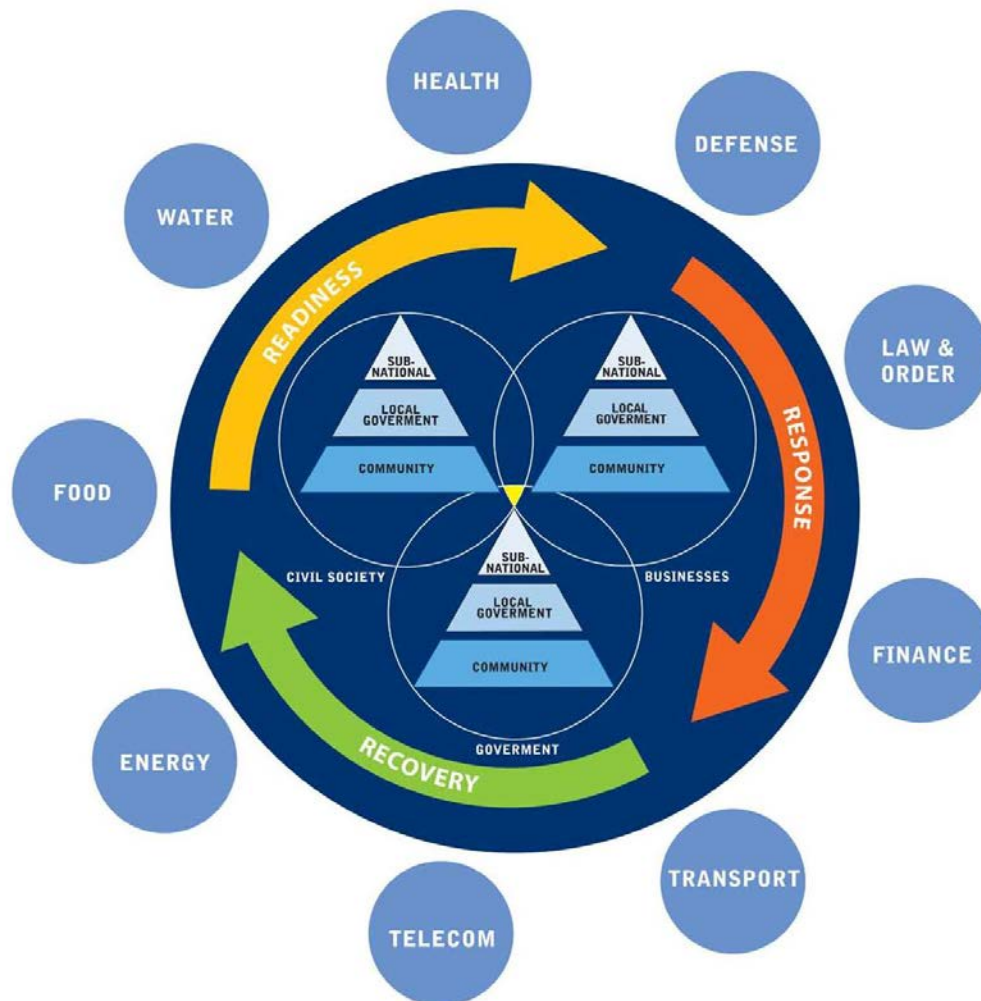 HEALTH
DEFENSE
WATER
LAW &
ORDER
FOOD
FINANCE
ENERGY
TRANSPORT
TELECOM
READINESS
RESPONSE
RECOVERY
SUB-
NATIONAL
LOCAL
GOVERMENT
COMMUNITY
CIVIL SOCIETY
SUB-
NATIONAL
LOCAL
GOVERMENT
COMMUNITY
BUSINESSES
SUB-
NATIONAL
LOCAL
GOVERMENT
COMMUNITY
GOVERMENT